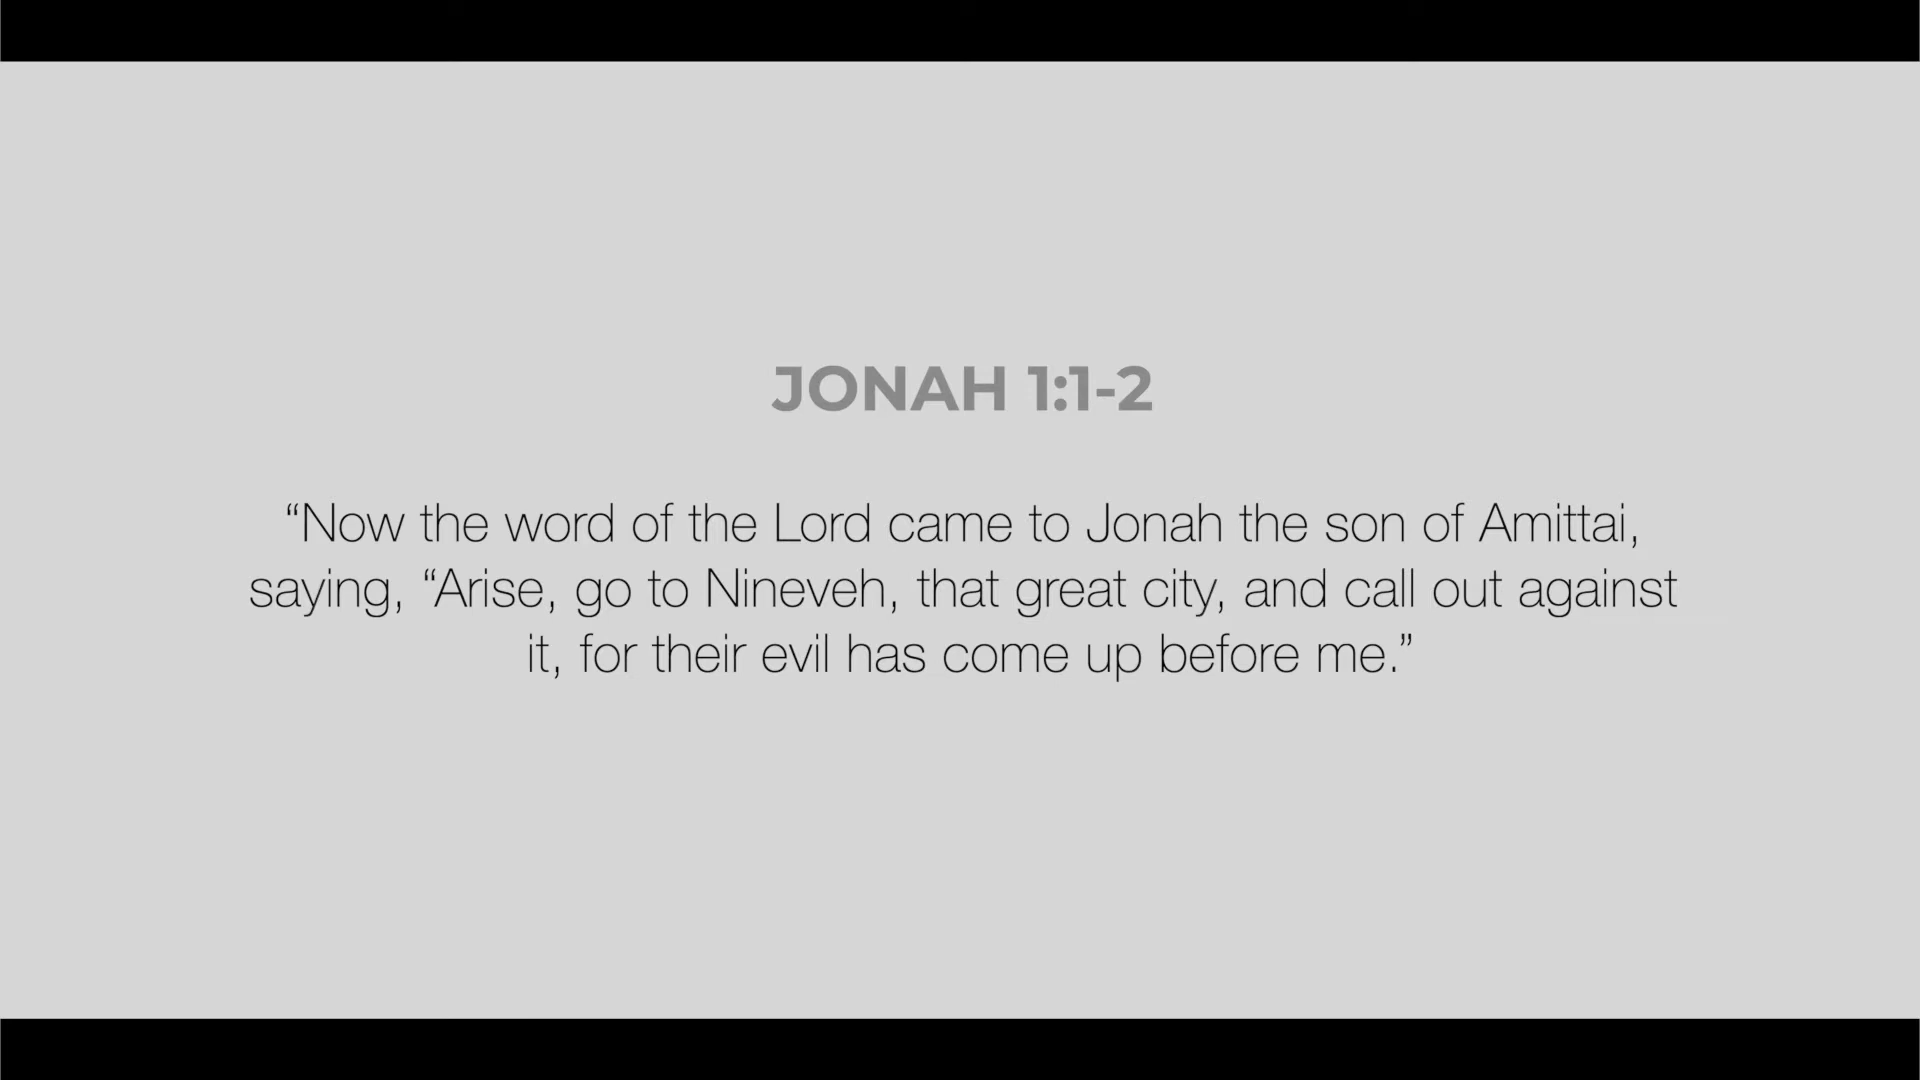 JONAH 1:1-2
“Now the word of the Lord came to Jonah the son of Amittai,
saying, “Arise, go to Nineveh, that great city, and call out against
it, for their evil has come up before me.”